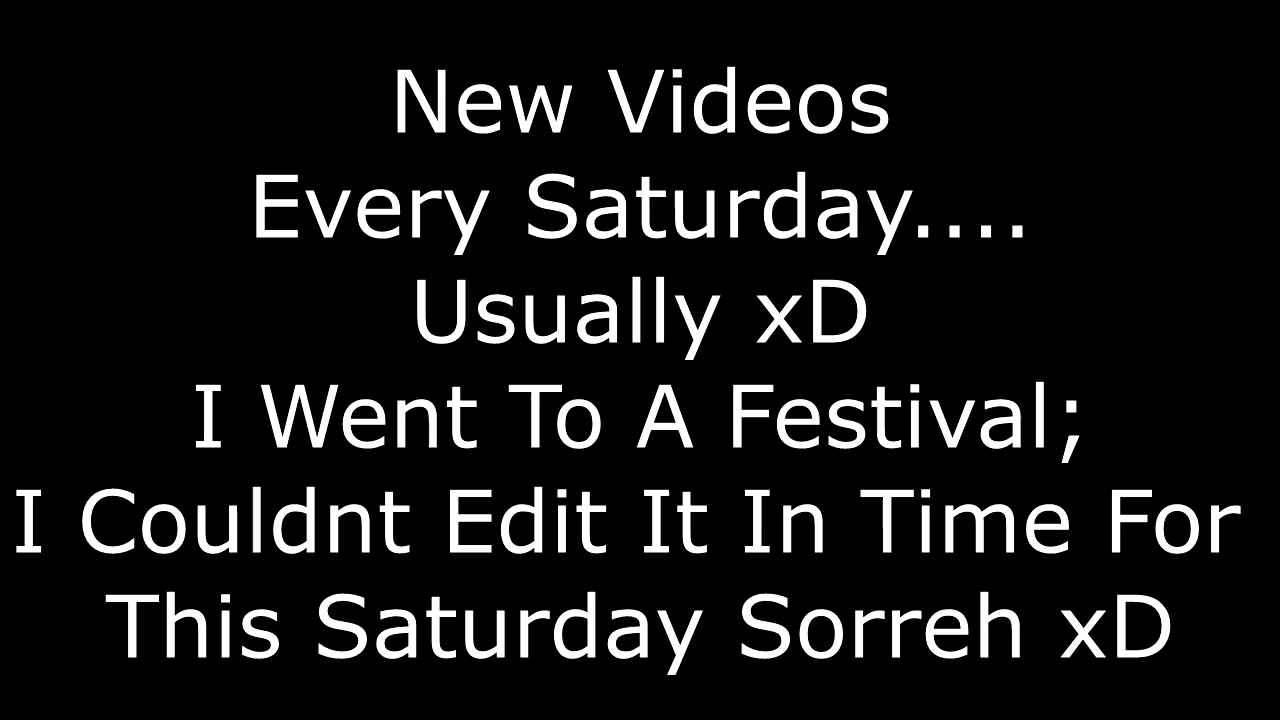 New Videos
Every Saturday....
Usually xD
I Went To A Festival;
I Couldnt Edit It In Time For
This Saturday Sorreh xD